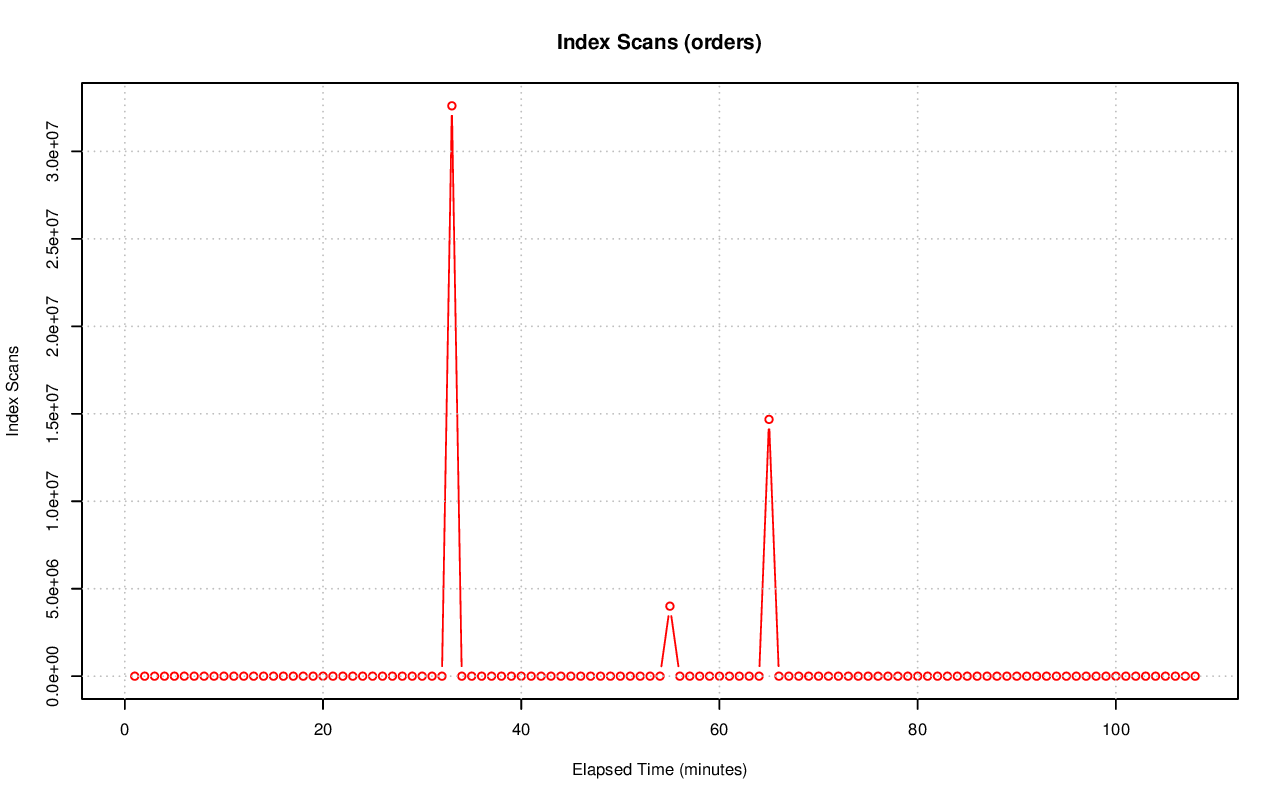 Index Scans (orders)
Index Scans
3.0e+07
2.5e+07
2.0e+07
1.5e+07
1.0e+07
5.0e+06
0.0e+00
0 20 40 60 80 100
Elapsed Time (minutes)